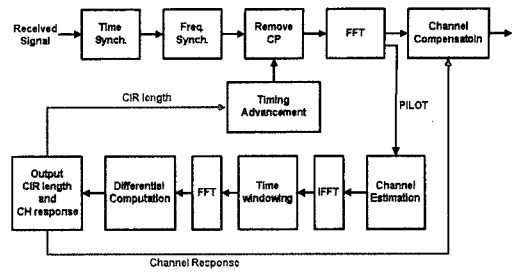 Received
Signal
Time
Synch.
Freq.
Synch.
Remove
CP
FFT
Channel
Compensatoin
CIR length
Timing
Advancement
PILOT
Output
CIR length
and
CH response
Differential
Computation
FFT
Time
windowing
IFFT
Channel
Estimation
Channel Response